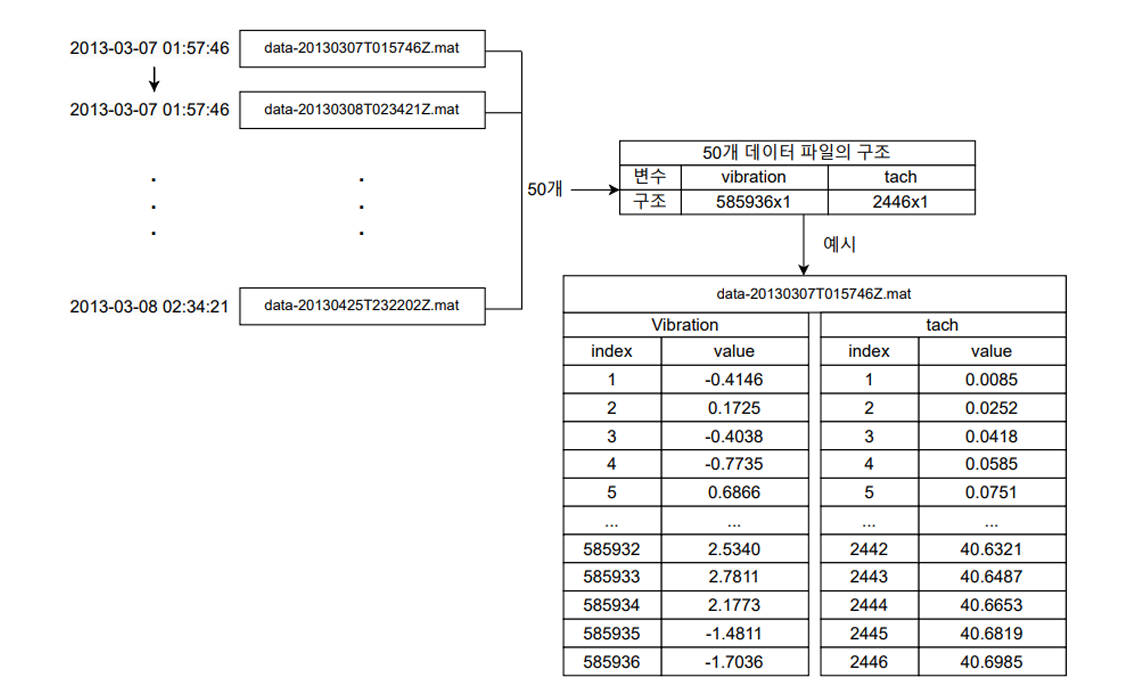 2013-03-07 01:57:46 data-20130307T015746Z.mat
2013-03-07 01:57:46 data-20130308T023421Z.mat
2013-03-08 02:34:21 data-20130425T232202Z.mat
50개
50개 데이터 파일의 구조
변수 vibration tach
구조 585936x1 2446x1
예시
data-20130307T015746Z.mat
Vibration tach
index value index value
1 -0.4146 1 0.0085
2 0.1725 2 0.0252
3 -0.4038 3 0.0418
4 -0.7735 4 0.0585
5 0.6866 5 0.0751
... ... ... ...
585932 2.5340 2442 40.6321
585933 2.7811 2443 40.6487
585934 2.1773 2444 40.6653
585935 -1.4811 2445 40.6819
585936 -1.7036 2446 40.6985